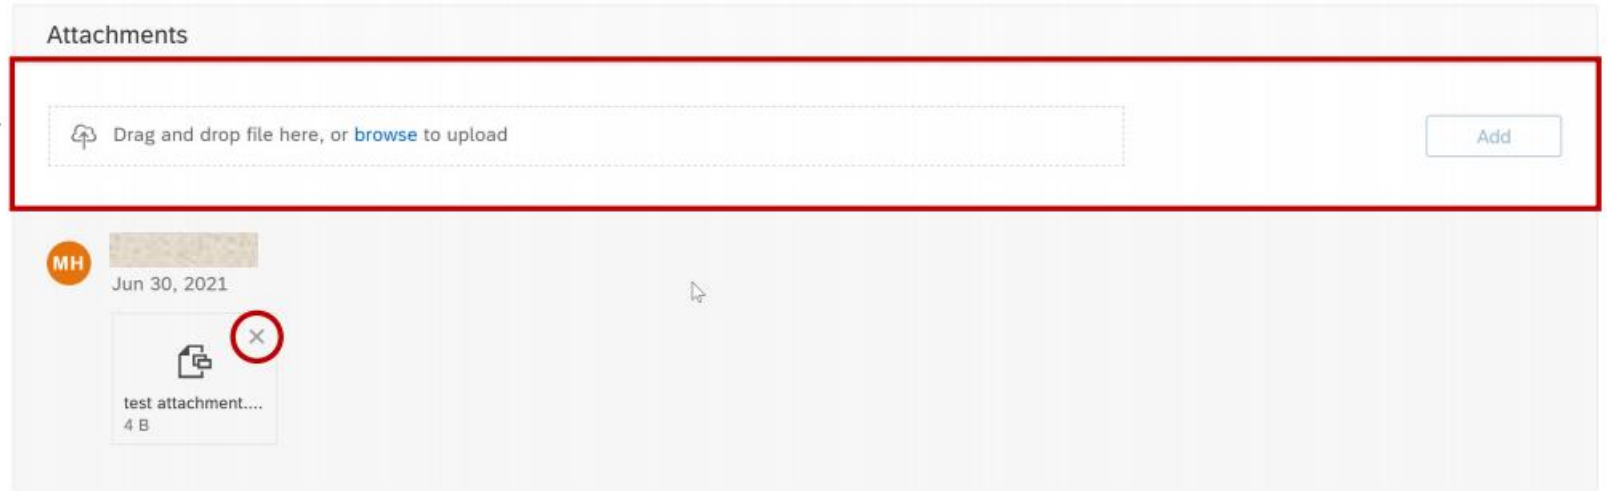 Attachments
Drag and drop file here, or browse to upload
Add
MH
Jun 30, 2021
test attachment....
4 B